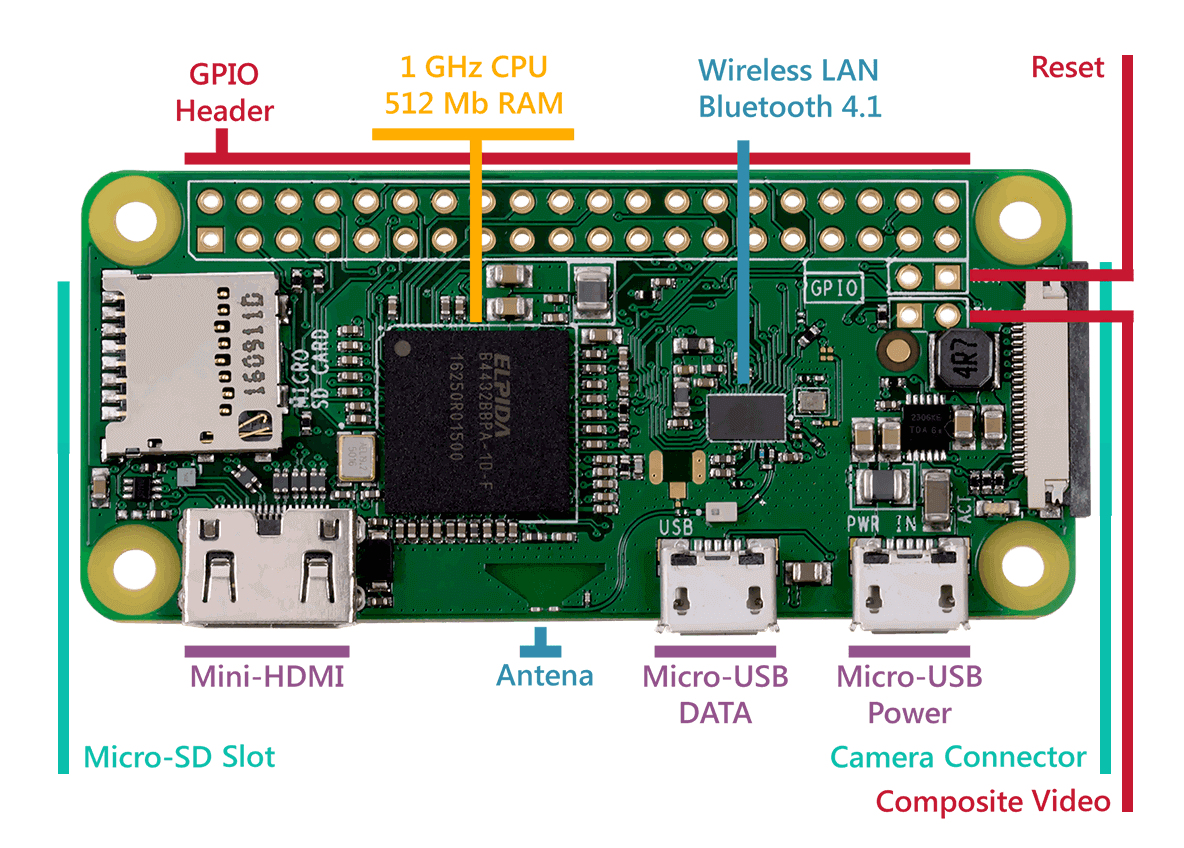 GPIO
Header
1 GHz CPU
512 Mb RAM
Wireless LAN
Bluetooth 4.1
Reset
GPIO
160911D
MICRO
SD CARD
ELPIDA
B4432BBPA-1D-F
16250R01500
4R7
USB
PWR IN
ACT
Mini-HDMI
Antena
Micro-USB
DATA
Micro-USB
Power
Micro-SD Slot
Camera Connector
Composite Video